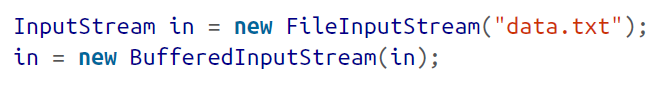 InputStream in = new FileInputStream("data.txt");
in = new BufferedInputStream(in);